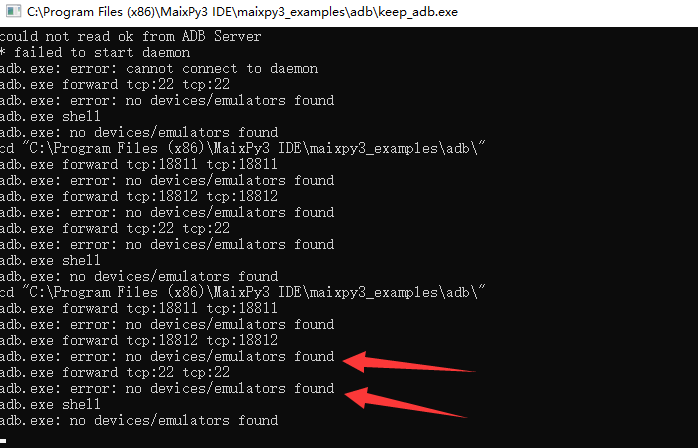 C:\Program Files (x86)\MaixPy3 IDE\maixpy3_examples\adb\keep_adb.exe
could not read ok from ADB Server
* failed to start daemon
adb.exe: error: cannot connect to daemon
adb.exe forward tcp:22 tcp:22
adb.exe: error: no devices/emulators found
adb.exe shell
adb.exe: no devices/emulators found
cd "C:\Program Files (x86)\MaixPy3 IDE\maixpy3_examples\adb\"
adb.exe forward tcp:18811 tcp:18811
adb.exe: error: no devices/emulators found
adb.exe forward tcp:18812 tcp:18812
adb.exe: error: no devices/emulators found
adb.exe forward tcp:22 tcp:22
adb.exe: error: no devices/emulators found
adb.exe shell
adb.exe: no devices/emulators found
cd "C:\Program Files (x86)\MaixPy3 IDE\maixpy3_examples\adb\"
adb.exe forward tcp:18811 tcp:18811
adb.exe: error: no devices/emulators found
adb.exe forward tcp:18812 tcp:18812
adb.exe: error: no devices/emulators found
adb.exe forward tcp:22 tcp:22
adb.exe: error: no devices/emulators found
adb.exe shell
adb.exe: no devices/emulators found